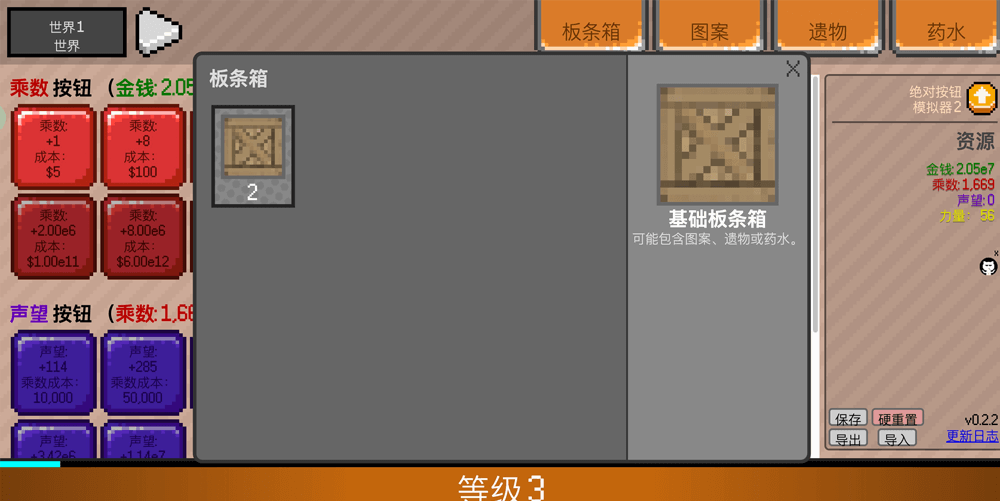 世界1
世界
板条箱
图案
遗物
药水
乘数 按钮 （金钱: 2.05
乘数:
+1
成本:
$5
乘数:
+8
成本:
$100
乘数:
+2.00e6
成本:
$1.00e11
乘数:
+8.00e6
成本:
$6.00e12
声望 按钮 （乘数: 1,66
声望:
+114
乘数成本:
10,000
声望:
+285
乘数成本:
50,000
声望:
+3.42e6
声望:
+1.14e7
板条箱
2
X
基础板条箱
可能包含图案、遗物或药水。
绝对按钮
模拟器2
资源
金钱: 2.05e7
乘数: 1,669
声望: 0
力量: 56
x
保存
硬重置
v0.2.2
导出
导入
更新日志
等级 3